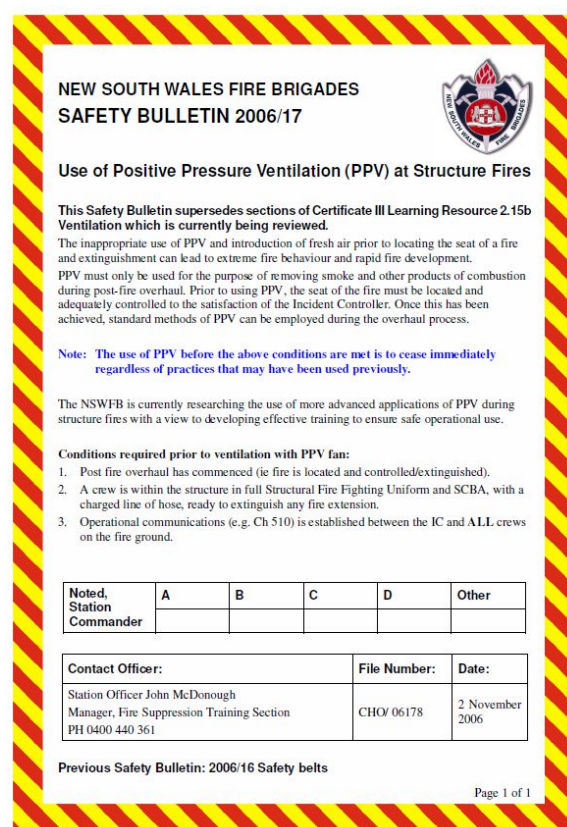 NEW SOUTH WALES FIRE BRIGADES
SAFETY BULLETIN 2006/17
NEW SOUTH WALES FIRE BRIGADES
Use of Positive Pressure Ventilation (PPV) at Structure Fires
This Safety Bulletin supersedes sections of Certificate III Learning Resource 2.15b
Ventilation which is currently being reviewed.
The inappropriate use of PPV and introduction of fresh air prior to locating the seat of a fire
and extinguishment can lead to extreme fire behaviour and rapid fire development.
PPV must only be used for the purpose of removing smoke and other products of combustion
during post-fire overhaul. Prior to using PPV, the seat of the fire must be located and
adequately controlled to the satisfaction of the Incident Controller. Once this has been
achieved, standard methods of PPV can be employed during the overhaul process.
Note: The use of PPV before the above conditions are met is to cease immediately
regardless of practices that may have been used previously.
The NSWFB is currently researching the use of more advanced applications of PPV during
structure fires with a view to developing effective training to ensure safe operational use.
Conditions required prior to ventilation with PPV fan:
1. Post fire overhaul has commenced (ie fire is located and controlled/extinguished).
2. A crew is within the structure in full Structural Fire Fighting Uniform and SCBA, with a
charged line of hose, ready to extinguish any fire extension.
3. Operational communications (e.g. Ch 510) is established between the IC and ALL crews
on the fire ground.
Noted, A B C D Other
Station
Commander
Contact Officer: File Number: Date:
Station Officer John McDonough
Manager, Fire Suppression Training Section CHO/ 06178 2 November
PH 0400 440 361 2006
Previous Safety Bulletin: 2006/16 Safety belts
Page 1 of 1